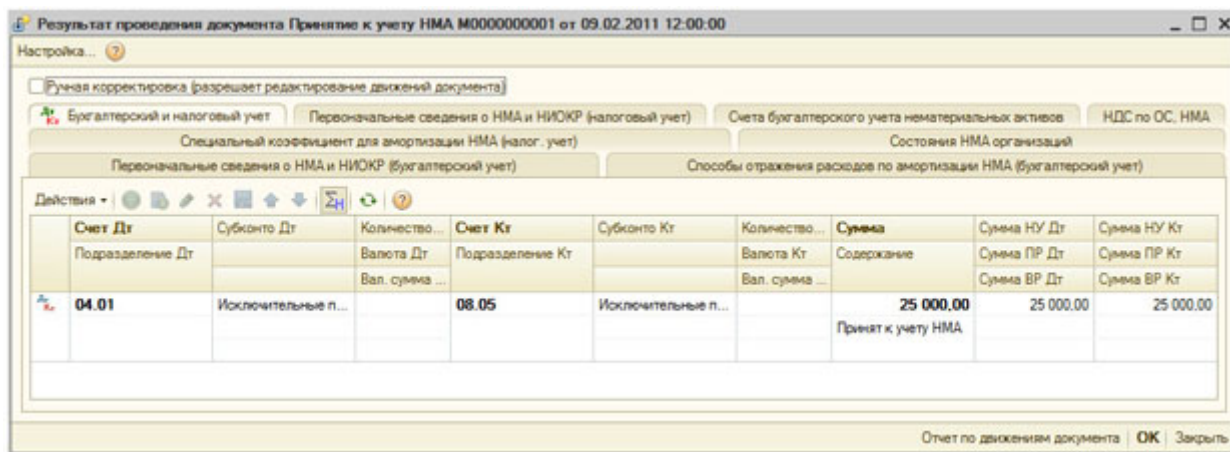 Результат проведения документа Принятие к учету НМА М0000000001 от 09.02.2011 12:00:00
Настройка...
Ручная корректировка (разрешает редактирование движений документа)
Бухгалтерский и налоговый учет Первоначальные сведения о НМА и НИОКР (налоговый учет) Счета бухгалтерского учета нематериальных активов НДС по ОС, НМА
Специальный коэффициент для амортизации НМА (налог. учет) Состояния НМА организаций
Первоначальные сведения о НМА и НИОКР (бухгалтерский учет) Способы отражения расходов по амортизации НМА (бухгалтерский учет)
Действия
Счет Дт Субконто Дт Количество... Счет Кт Субконто Кт Количество... Сумма Сумма НУ Дт Сумма НУ Кт
Подразделение Дт Валюта Дт Подразделение Кт Валюта Кт Содержание Сумма ПР Дт Сумма ПР Кт
Вал. сумма ... Вал. сумма ... Сумма ВР Дт Сумма ВР Кт
04.01 Исключительные п... 08.05 Исключительные п... 25 000,00 25 000,00 25 000,00
Принят к учету НМА
Отчет по движениям документа OK Закрыть